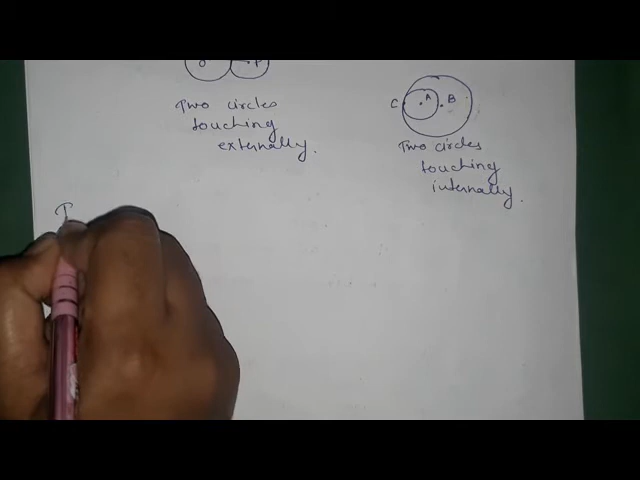 O P
Two circles
touching
externally.
C A B
Two circles
touching
internally.
T